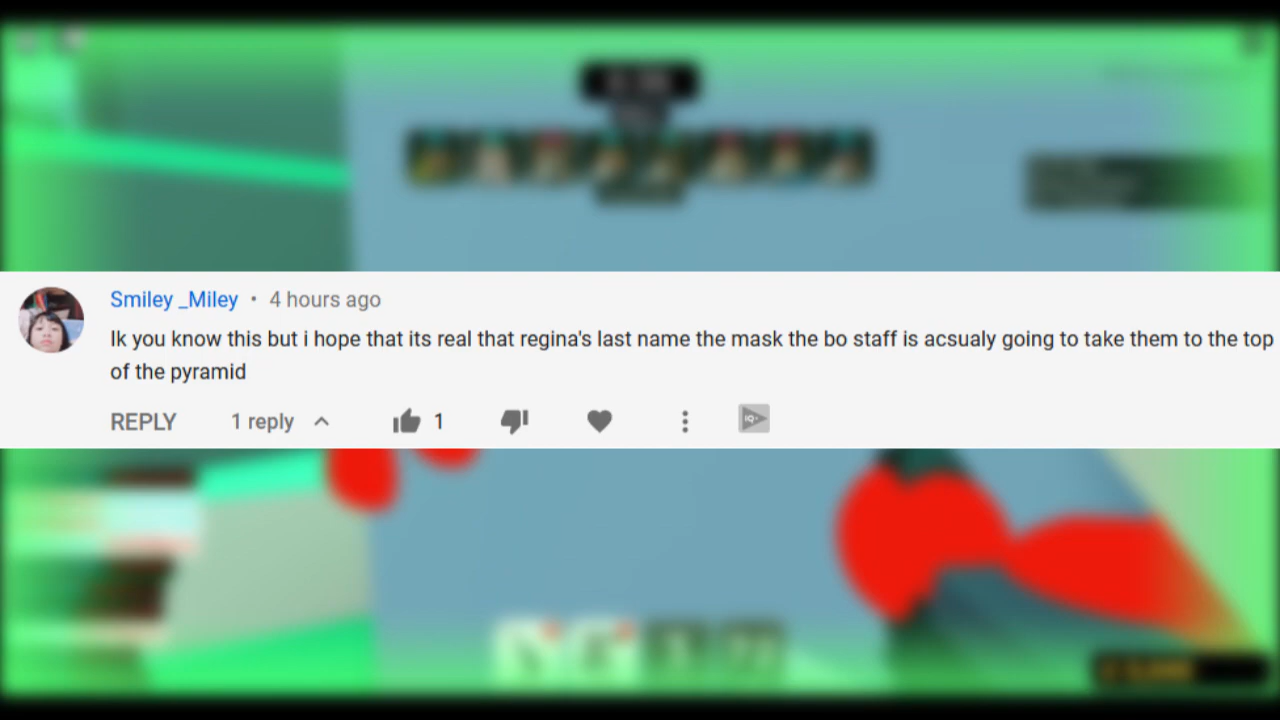 Smiley _Miley • 4 hours ago
Ik you know this but i hope that its real that regina's last name the mask the bo staff is acsualy going to take them to the top
of the pyramid
REPLY 1 reply 1